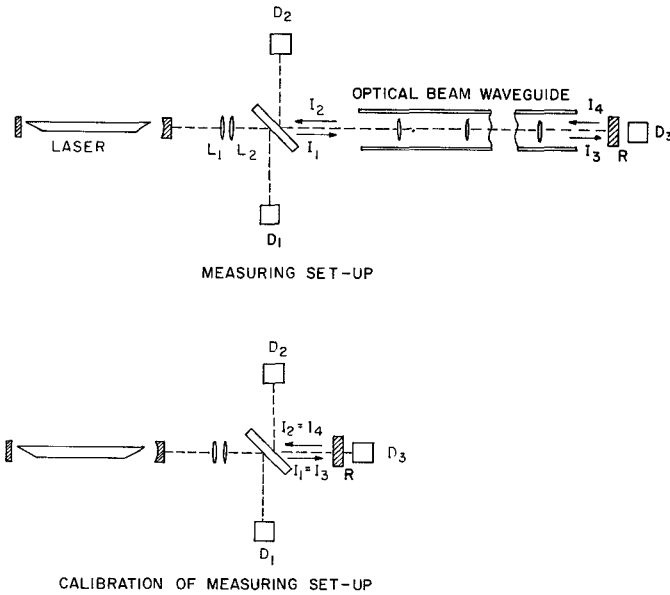 D₂
OPTICAL BEAM WAVEGUIDE
I₂
I₄
LASER
L₁ L₂
I₁
I₃
R
D₃
D₁
MEASURING SET-UP
D₂
I₂=I₄
I₁=I₃
R
D₃
D₁
CALIBRATION OF MEASURING SET-UP